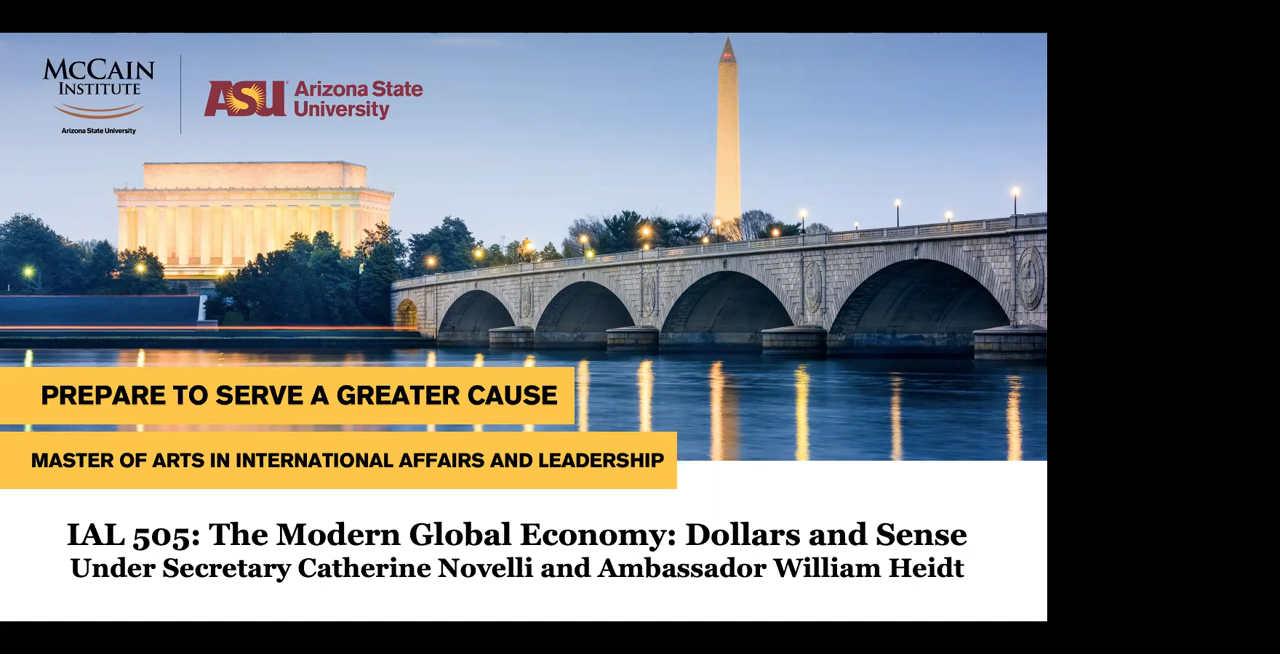 McCAIN
INSTITUTE
Arizona State University
ASU
Arizona State
University
PREPARE TO SERVE A GREATER CAUSE
MASTER OF ARTS IN INTERNATIONAL AFFAIRS AND LEADERSHIP
IAL 505: The Modern Global Economy: Dollars and Sense
Under Secretary Catherine Novelli and Ambassador William Heidt